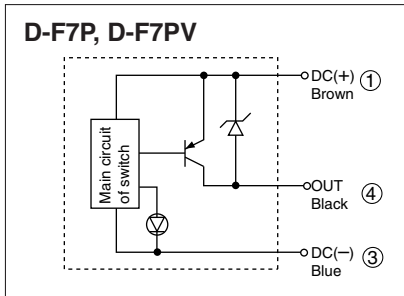 D-F7P, D-F7PV
DC(+) ①
Brown
Main circuit
of switch
OUT ④
Black
DC(−) ③
Blue